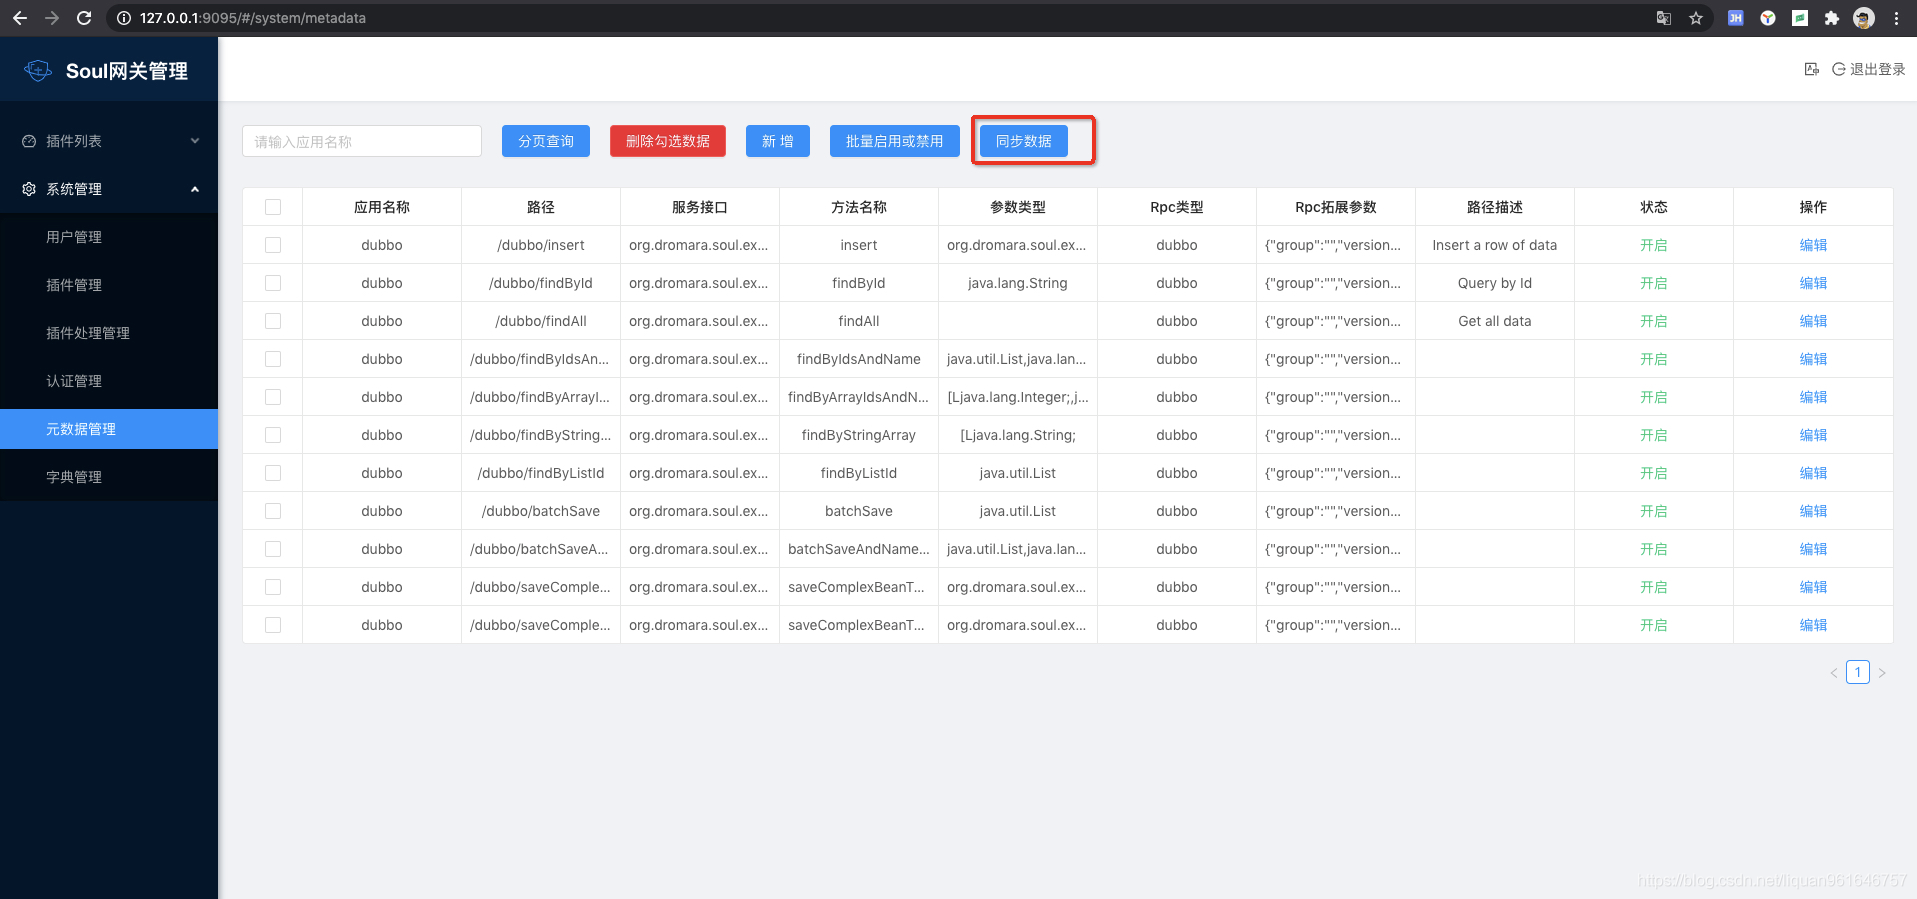 127.0.0.1:9095/#/system/metadata
JH
Soul网关管理
退出登录
插件列表
系统管理
用户管理
插件管理
插件处理管理
认证管理
元数据管理
字典管理
请输入应用名称 分页查询 删除勾选数据 新 增 批量启用或禁用 同步数据
应用名称 路径 服务接口 方法名称 参数类型 Rpc类型 Rpc拓展参数 路径描述 状态 操作
dubbo /dubbo/insert org.dromara.soul.ex... insert org.dromara.soul.ex... dubbo {"group":"","version... Insert a row of data 开启 编辑
dubbo /dubbo/findById org.dromara.soul.ex... findById java.lang.String dubbo {"group":"","version... Query by Id 开启 编辑
dubbo /dubbo/findAll org.dromara.soul.ex... findAll dubbo {"group":"","version... Get all data 开启 编辑
dubbo /dubbo/findByIdsAn... org.dromara.soul.ex... findByIdsAndName java.util.List,java.lan... dubbo {"group":"","version... 开启 编辑
dubbo /dubbo/findByArrayI... org.dromara.soul.ex... findByArrayIdsAndN... [Ljava.lang.Integer;,j... dubbo {"group":"","version... 开启 编辑
dubbo /dubbo/findByString... org.dromara.soul.ex... findByStringArray [Ljava.lang.String; dubbo {"group":"","version... 开启 编辑
dubbo /dubbo/findByListId org.dromara.soul.ex... findByListId java.util.List dubbo {"group":"","version... 开启 编辑
dubbo /dubbo/batchSave org.dromara.soul.ex... batchSave java.util.List dubbo {"group":"","version... 开启 编辑
dubbo /dubbo/batchSaveA... org.dromara.soul.ex... batchSaveAndName... java.util.List,java.lan... dubbo {"group":"","version... 开启 编辑
dubbo /dubbo/saveComple... org.dromara.soul.ex... saveComplexBeanT... org.dromara.soul.ex... dubbo {"group":"","version... 开启 编辑
dubbo /dubbo/saveComple... org.dromara.soul.ex... saveComplexBeanT... org.dromara.soul.ex... dubbo {"group":"","version... 开启 编辑
< 1 >
https://blog.csdn.net/liquan961646757